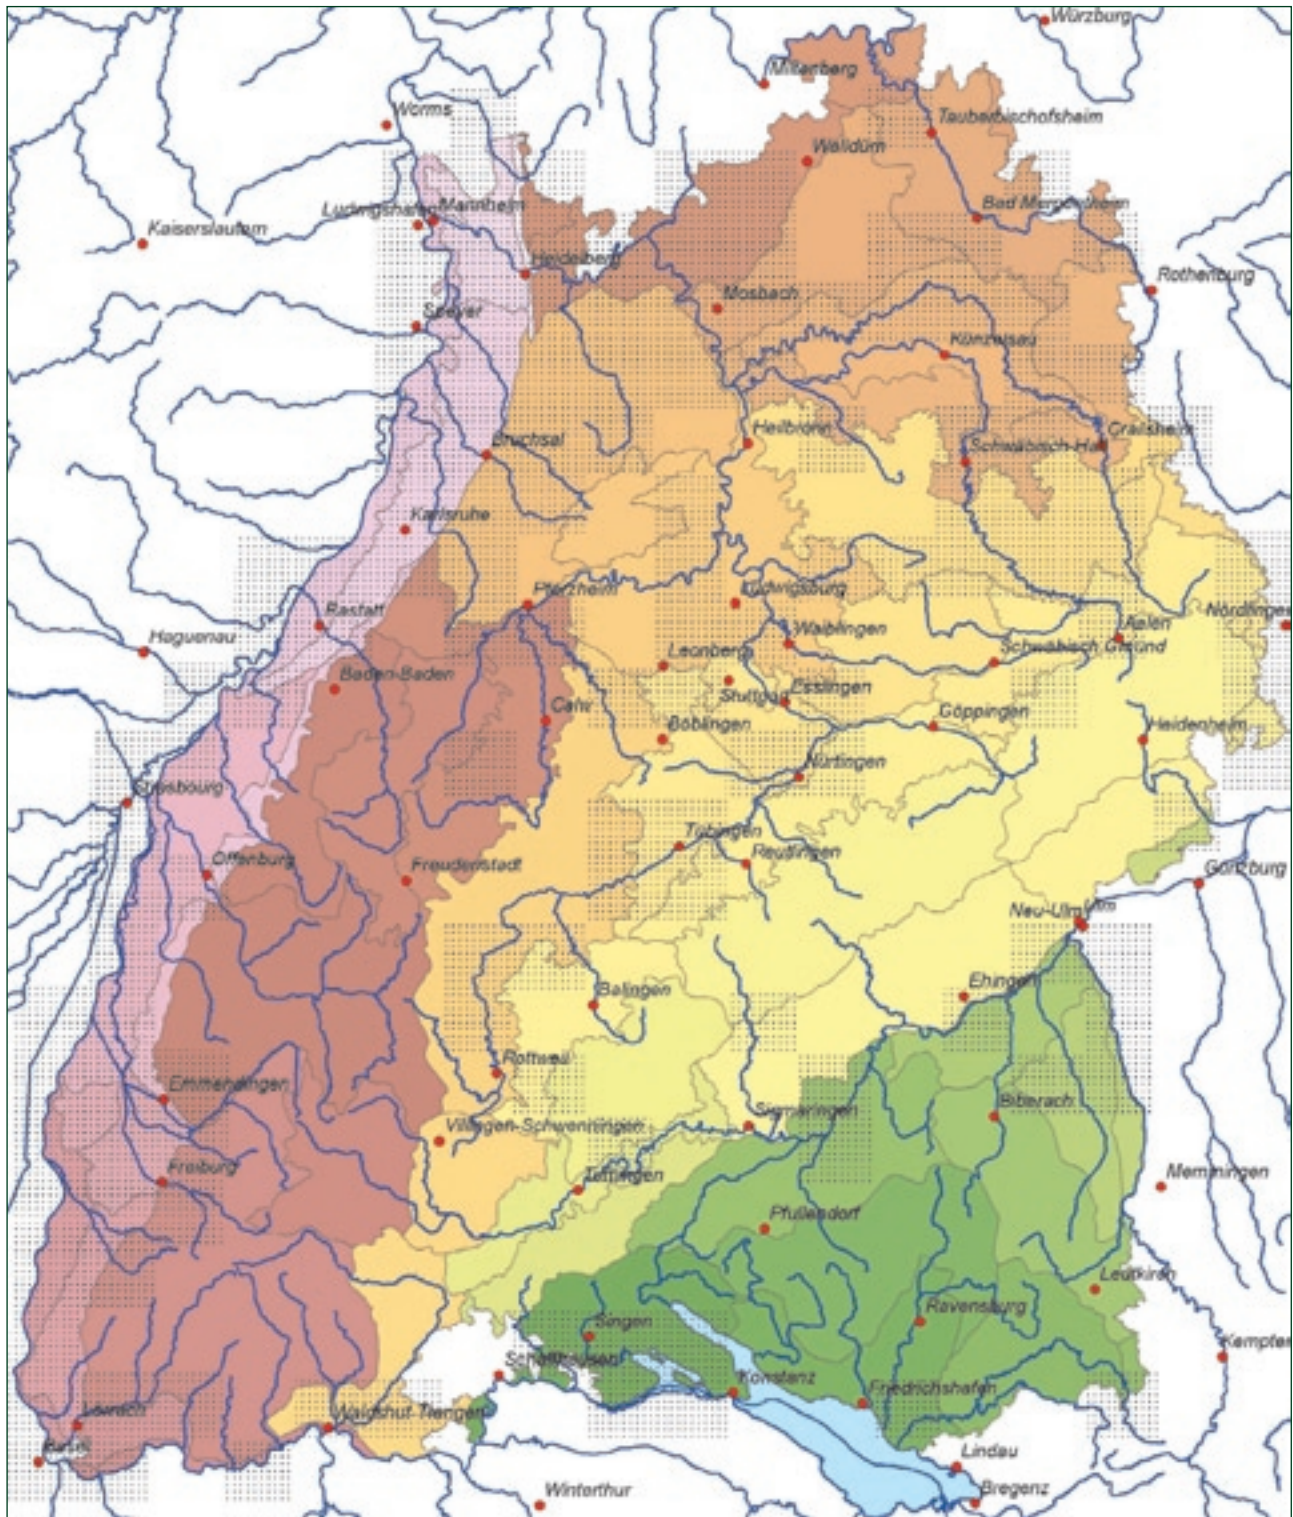 Würzburg
Miltenberg
Worms
Tauberbischofsheim
Walldürn
Ludwigshafen
Mannheim
Bad Mergentheim
Kaiserslautern
Heidelberg
Rothenburg
Mosbach
Speyer
Künzelsau
Heilbronn
Crailsheim
Bruchsal
Schwäbisch-Hall
Karlsruhe
Pforzheim
Ludwigsburg
Rastatt
Nördlingen
Aalen
Haguenau
Waiblingen
Leonberg
Schwäbisch Gmünd
Baden-Baden
Esslingen
Stuttgart
Calw
Göppingen
Böblingen
Heidenheim
Nürtingen
Strasbourg
Tübingen
Reutlingen
Offenburg
Freudenstadt
Günzburg
Neu-Ulm
Ulm
Ehingen
Balingen
Rottweil
Emmendingen
Biberach
Sigmaringen
Villingen-Schwenningen
Freiburg
Tuttlingen
Memmingen
Pfullendorf
Leutkirch
Ravensburg
Singen
Kempten
Schaffhausen
Konstanz
Friedrichshafen
Lörrach
Waldshut-Tiengen
Basel
Lindau
Winterthur
Bregenz